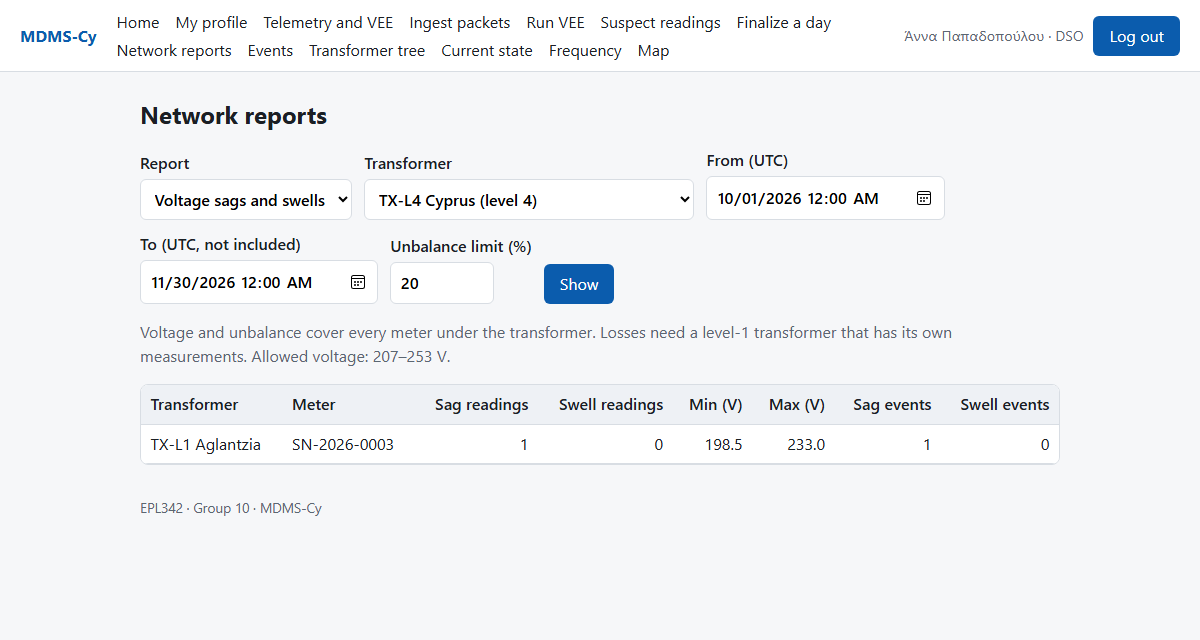 MDMS-Cy
Home My profile Telemetry and VEE Ingest packets Run VEE Suspect readings Finalize a day
Network reports Events Transformer tree Current state Frequency Map
Άννα Παπαδοπούλου · DSO
Log out
Network reports
Report
Voltage sags and swells
Transformer
TX-L4 Cyprus (level 4)
From (UTC)
10/01/2026 12:00 AM
To (UTC, not included)
11/30/2026 12:00 AM
Unbalance limit (%)
20
Show
Voltage and unbalance cover every meter under the transformer. Losses need a level-1 transformer that has its own
measurements. Allowed voltage: 207–253 V.
Transformer Meter Sag readings Swell readings Min (V) Max (V) Sag events Swell events
TX-L1 Aglantzia SN-2026-0003 1 0 198.5 233.0 1 0
EPL342 · Group 10 · MDMS-Cy